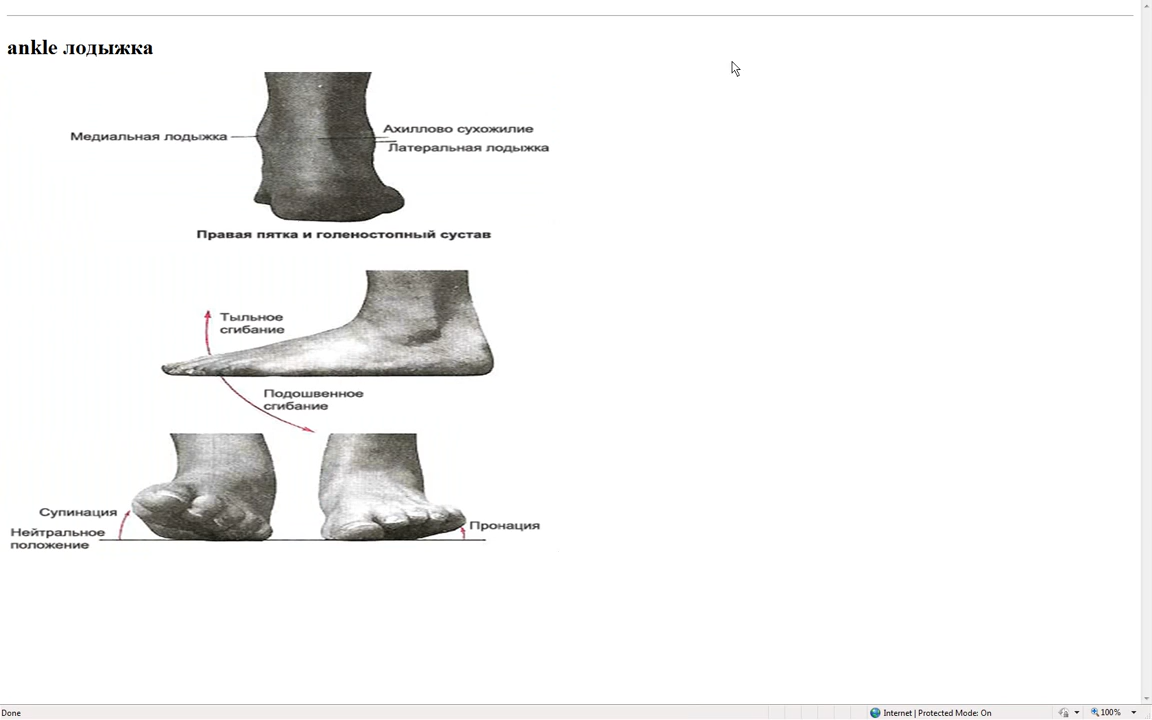 ankle лодыжка
Медиальная лодыжка
Ахиллово сухожилие
Латеральная лодыжка
Правая пятка и голеностопный сустав
Тыльное
сгибание
Подошвенное
сгибание
Супинация
Нейтральное
положение
Пронация
Done
Internet | Protected Mode: On
100%